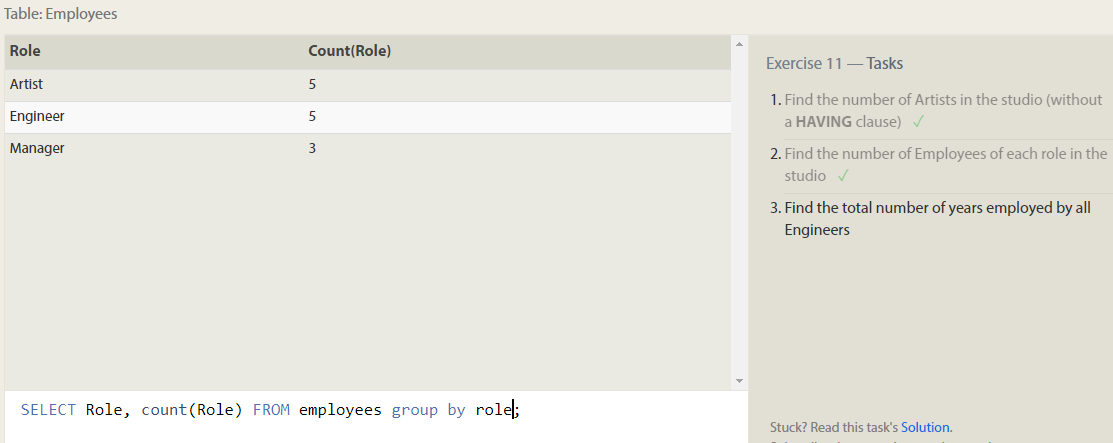 Table: Employees
Role Count(Role)
Artist 5
Engineer 5
Manager 3
SELECT Role, count(Role) FROM employees group by role;
Exercise 11 — Tasks
1. Find the number of Artists in the studio (without
a HAVING clause) ✓
2. Find the number of Employees of each role in the
studio ✓
3. Find the total number of years employed by all
Engineers
Stuck? Read this task's Solution.